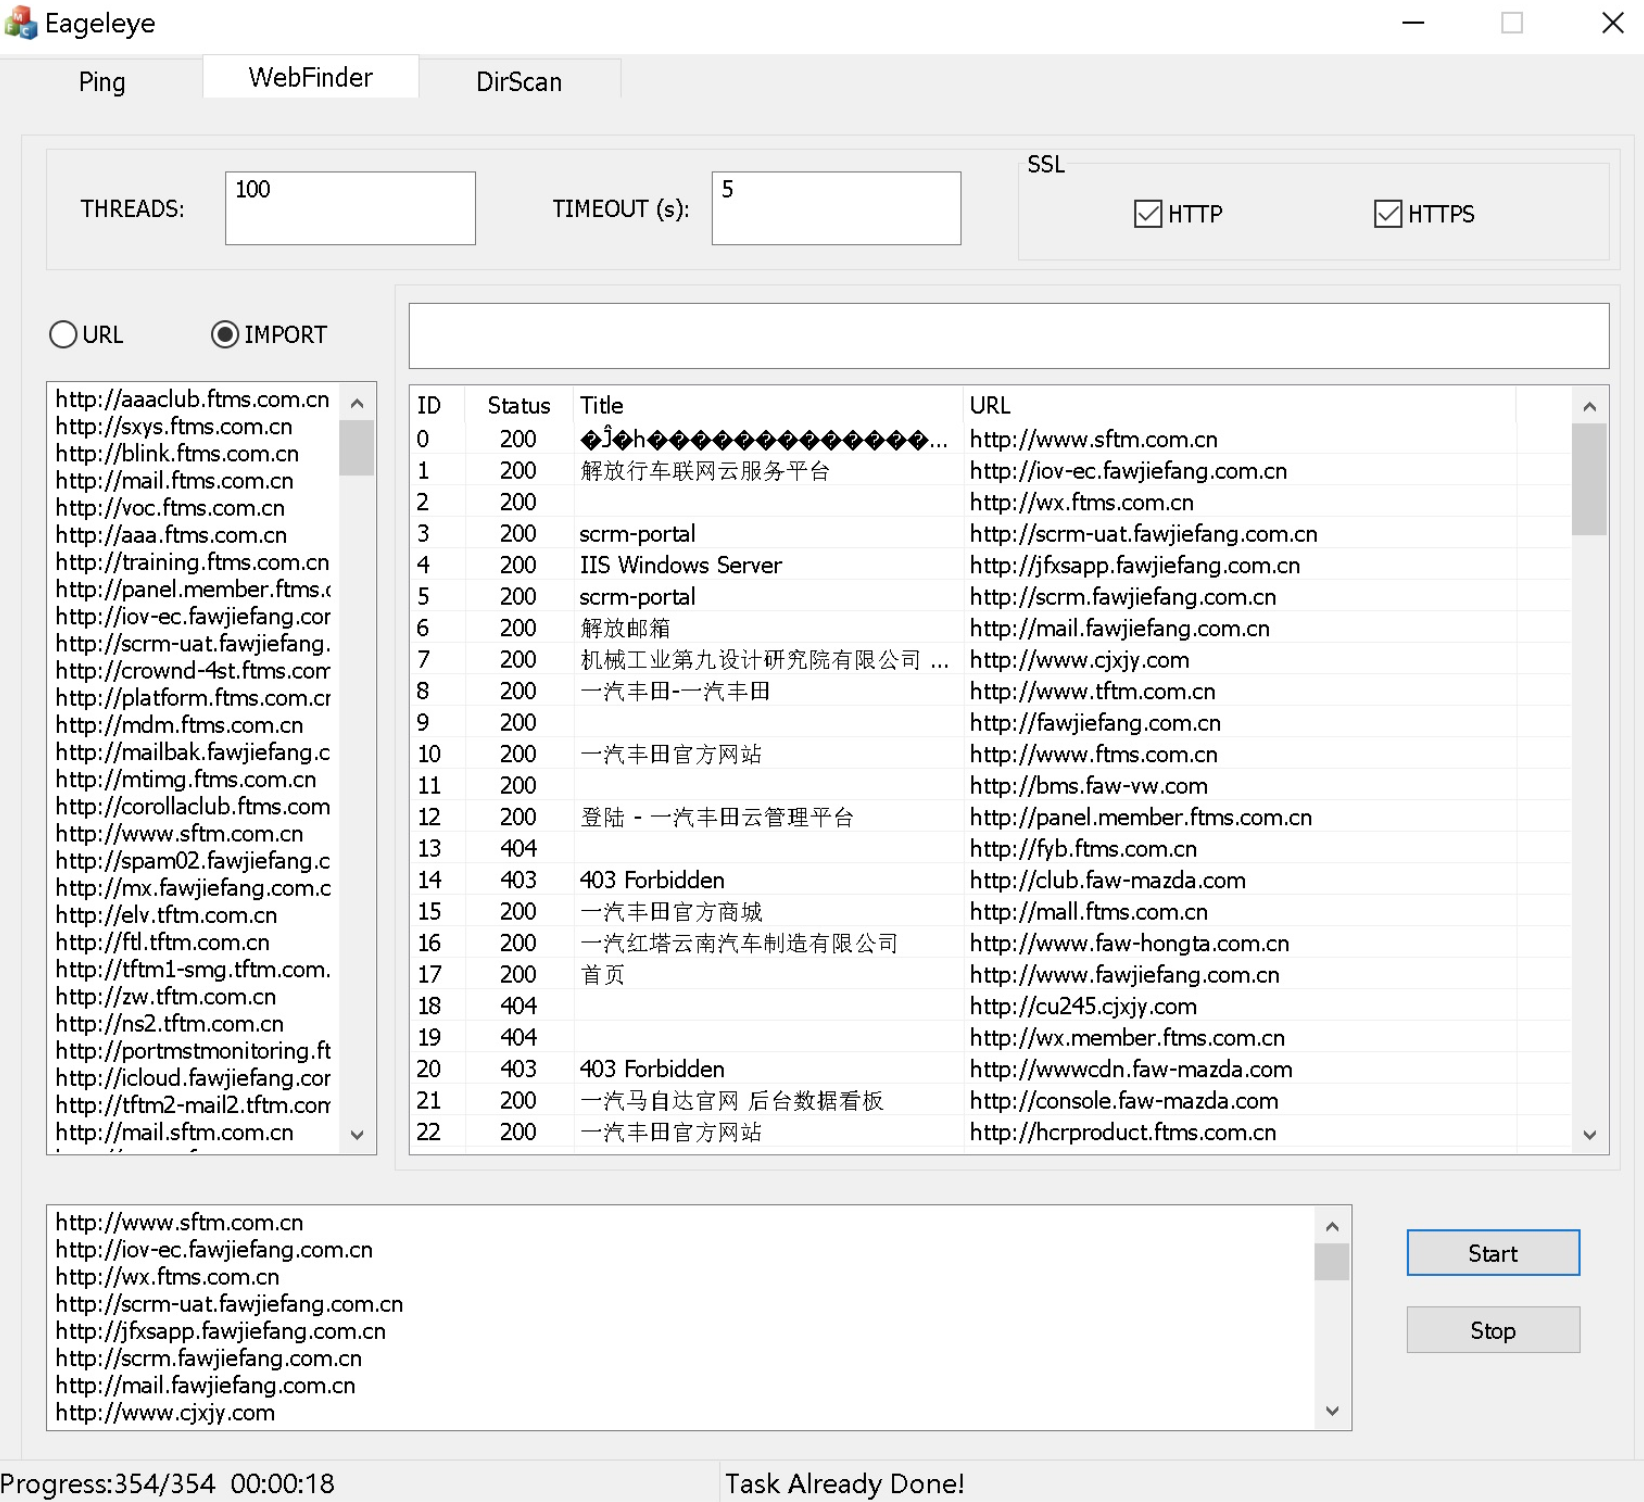 Eageleye
Ping WebFinder DirScan
THREADS: 100 TIMEOUT (s): 5 SSL HTTP HTTPS
URL IMPORT
http://aaaclub.ftms.com.cn
http://sxys.ftms.com.cn
http://blink.ftms.com.cn
http://mail.ftms.com.cn
http://voc.ftms.com.cn
http://aaa.ftms.com.cn
http://training.ftms.com.cn
http://panel.member.ftms.c
http://iov-ec.fawjiefang.cor
http://scrm-uat.fawjiefang.
http://crownd-4st.ftms.com
http://platform.ftms.com.cr
http://mdm.ftms.com.cn
http://mailbak.fawjiefang.c
http://mtimg.ftms.com.cn
http://corollaclub.ftms.com
http://www.sftm.com.cn
http://spam02.fawjiefang.c
http://mx.fawjiefang.com.c
http://elv.tftm.com.cn
http://ftl.tftm.com.cn
http://tftm1-smg.tftm.com.
http://zw.tftm.com.cn
http://ns2.tftm.com.cn
http://portmstmonitoring.ft
http://icloud.fawjiefang.cor
http://tftm2-mail2.tftm.com
http://mail.sftm.com.cn
ID Status Title URL
0 200 �Ĵ�h��������������... http://www.sftm.com.cn
1 200 解放行车联网云服务平台 http://iov-ec.fawjiefang.com.cn
2 200 http://wx.ftms.com.cn
3 200 scrm-portal http://scrm-uat.fawjiefang.com.cn
4 200 IIS Windows Server http://jfxsapp.fawjiefang.com.cn
5 200 scrm-portal http://scrm.fawjiefang.com.cn
6 200 解放邮箱 http://mail.fawjiefang.com.cn
7 200 机械工业第九设计研究院有限公司 ... http://www.cjxjy.com
8 200 一汽丰田-一汽丰田 http://www.tftm.com.cn
9 200 http://fawjiefang.com.cn
10 200 一汽丰田官方网站 http://www.ftms.com.cn
11 200 http://bms.faw-vw.com
12 200 登陆 - 一汽丰田云管理平台 http://panel.member.ftms.com.cn
13 404 http://fyb.ftms.com.cn
14 403 403 Forbidden http://club.faw-mazda.com
15 200 一汽丰田官方商城 http://mall.ftms.com.cn
16 200 一汽红塔云南汽车制造有限公司 http://www.faw-hongta.com.cn
17 200 首页 http://www.fawjiefang.com.cn
18 404 http://cu245.cjxjy.com
19 404 http://wx.member.ftms.com.cn
20 403 403 Forbidden http://wwwcdn.faw-mazda.com
21 200 一汽马自达官网 后台数据看板 http://console.faw-mazda.com
22 200 一汽丰田官方网站 http://hcrproduct.ftms.com.cn
http://www.sftm.com.cn
http://iov-ec.fawjiefang.com.cn
http://wx.ftms.com.cn
http://scrm-uat.fawjiefang.com.cn
http://jfxsapp.fawjiefang.com.cn
http://scrm.fawjiefang.com.cn
http://mail.fawjiefang.com.cn
http://www.cjxjy.com
Start
Stop
Progress:354/354 00:00:18 Task Already Done!